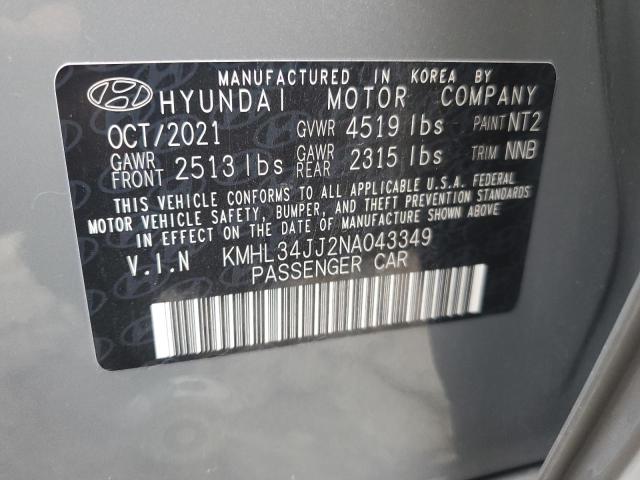 MANUFACTURED IN KOREA BY
HYUNDAI MOTOR COMPANY
OCT/2021 GVWR 4519 lbs PAINT NT2
GAWR FRONT 2513 lbs GAWR REAR 2315 lbs TRIM NNB
THIS VEHICLE CONFORMS TO ALL APPLICABLE U.S.A. FEDERAL
MOTOR VEHICLE SAFETY, BUMPER, AND THEFT PREVENTION STANDARDS
IN EFFECT ON THE DATE OF MANUFACTURE SHOWN ABOVE.
V.I.N KMHL34JJ2NA043349
PASSENGER CAR